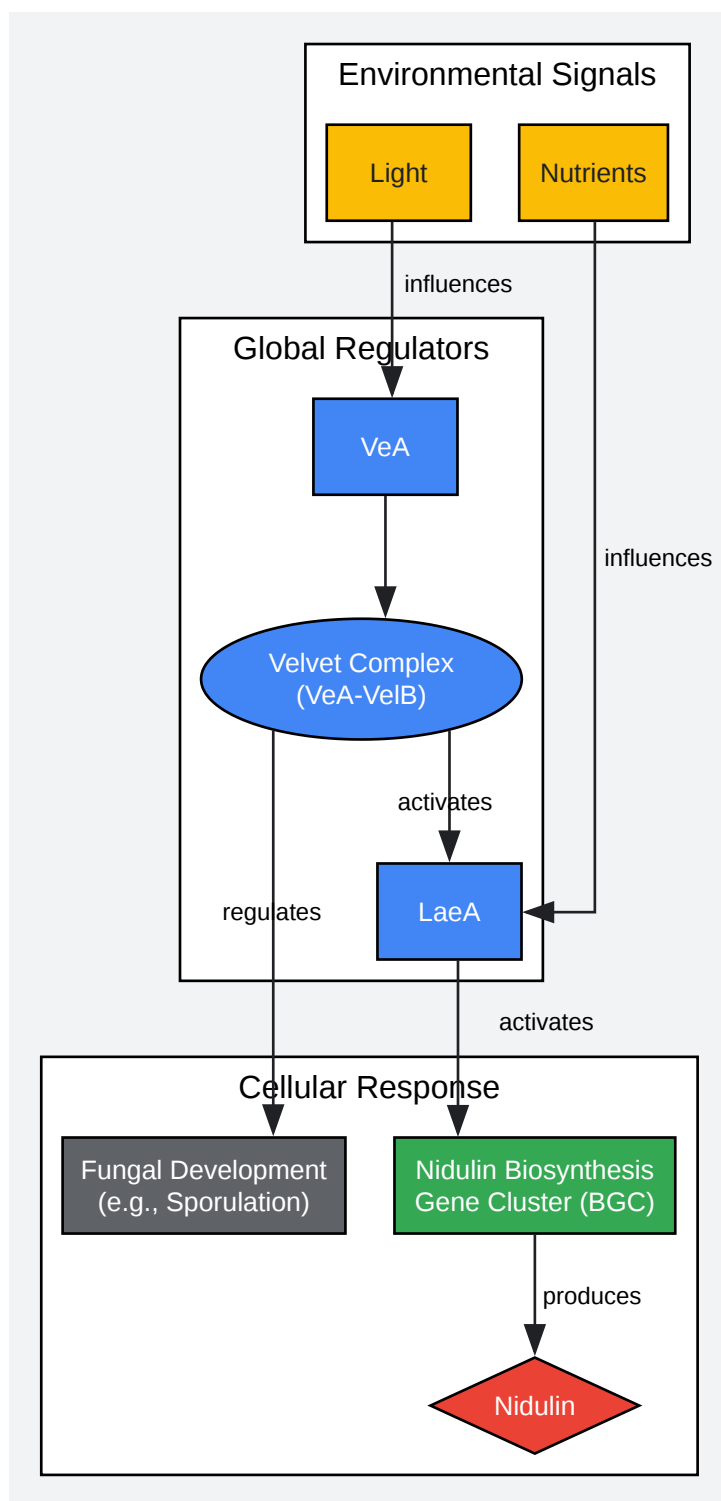 Environmental Signals
Light
Nutrients
influences
Global Regulators
VeA
influences
Velvet Complex
(VeA-VelB)
activates
LaeA
regulates
activates
Cellular Response
Fungal Development
(e.g., Sporulation)
Nidulin Biosynthesis
Gene Cluster (BGC)
produces
Nidulin